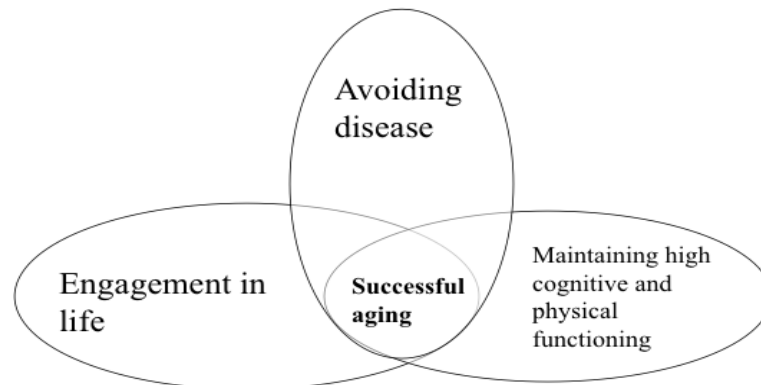 Avoiding
disease
Engagement in
life
Successful
aging
Maintaining high
cognitive and
physical
functioning